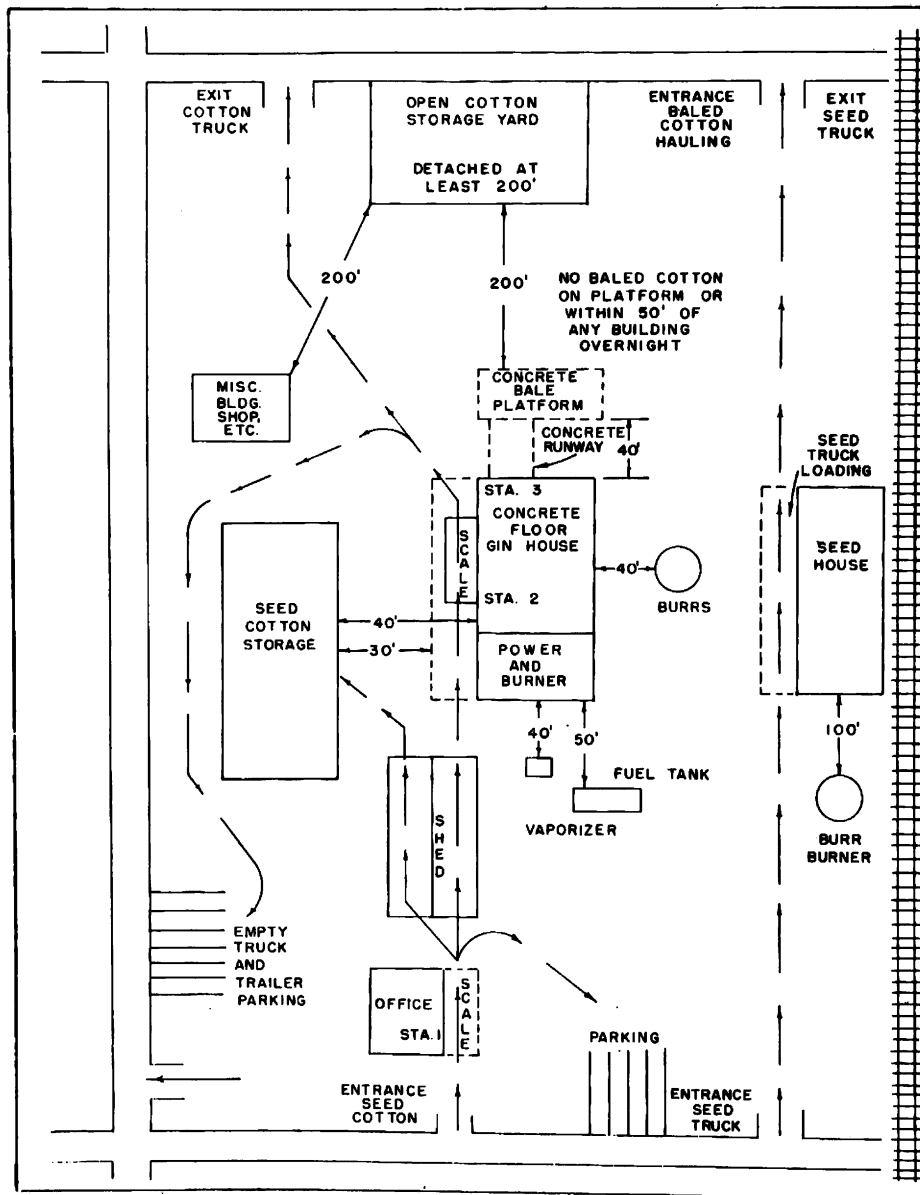 EXIT
COTTON
TRUCK
OPEN COTTON
STORAGE YARD
DETACHED AT
LEAST 200'
ENTRANCE
BALED
COTTON
HAULING
EXIT
SEED
TRUCK
200'
200'
NO BALED COTTON
ON PLATFORM OR
WITHIN 50' OF
ANY BUILDING
OVERNIGHT
MISC.
BLDG.
SHOP,
ETC.
CONCRETE
BALE
PLATFORM
CONCRETE
RUNWAY
40'
SEED
TRUCK
LOADING
STA. 3
CONCRETE
FLOOR
GIN HOUSE
SCALE
STA. 2
40'
BURRS
SEED
HOUSE
SEED
COTTON
STORAGE
40'
30'
POWER
AND
BURNER
40'
50'
100'
FUEL TANK
VAPORIZER
BURR
BURNER
SHED
EMPTY
TRUCK
AND
TRAILER
PARKING
OFFICE
STA. 1
SCALE
PARKING
ENTRANCE
SEED
COTTON
ENTRANCE
SEED
TRUCK